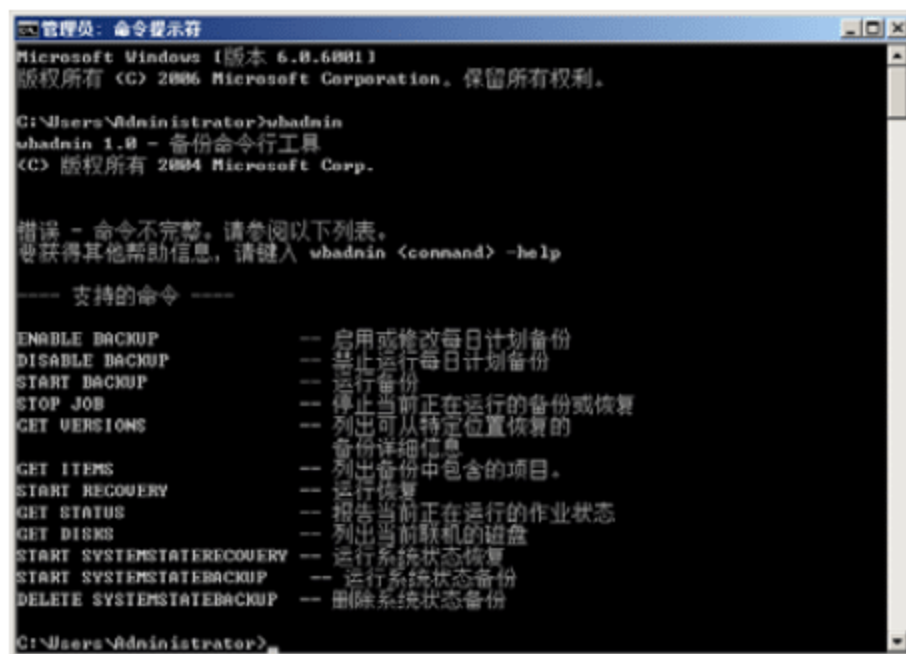 管理员: 命令提示符
Microsoft Windows [版本 6.0.6001]
版权所有 (C) 2006 Microsoft Corporation。保留所有权利。
C:\Users\Administrator>wbadmin
wbadmin 1.0 - 备份命令行工具
(C) 版权所有 2004 Microsoft Corp.
错误 - 命令不完整。请参阅以下列表。
要获得其他帮助信息，请键入 wbadmin <command> -help
---- 支持的命令 ----
ENABLE BACKUP -- 启用或修改每日计划备份
DISABLE BACKUP -- 禁止运行每日计划备份
START BACKUP -- 运行备份
STOP JOB -- 停止当前正在运行的备份或恢复
GET VERSIONS -- 列出可从特定位置恢复的
备份详细信息
GET ITEMS -- 列出备份中包含的项目。
START RECOVERY -- 运行恢复
GET STATUS -- 报告当前正在运行的作业状态
GET DISKS -- 列出当前联机的磁盘
START SYSTEMSTATERECOVERY -- 运行系统状态恢复
START SYSTEMSTATEBACKUP -- 运行系统状态备份
DELETE SYSTEMSTATEBACKUP -- 删除系统状态备份
C:\Users\Administrator>_